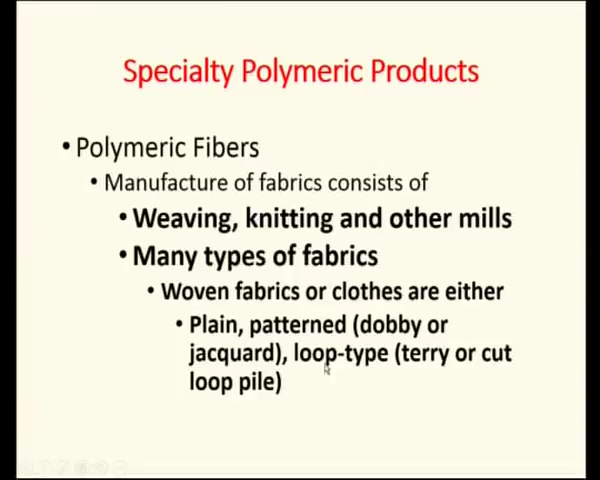 Specialty Polymeric Products
• Polymeric Fibers
• Manufacture of fabrics consists of
• Weaving, knitting and other mills
• Many types of fabrics
• Woven fabrics or clothes are either
• Plain, patterned (dobby or
jacquard), loop-type (terry or cut
loop pile)